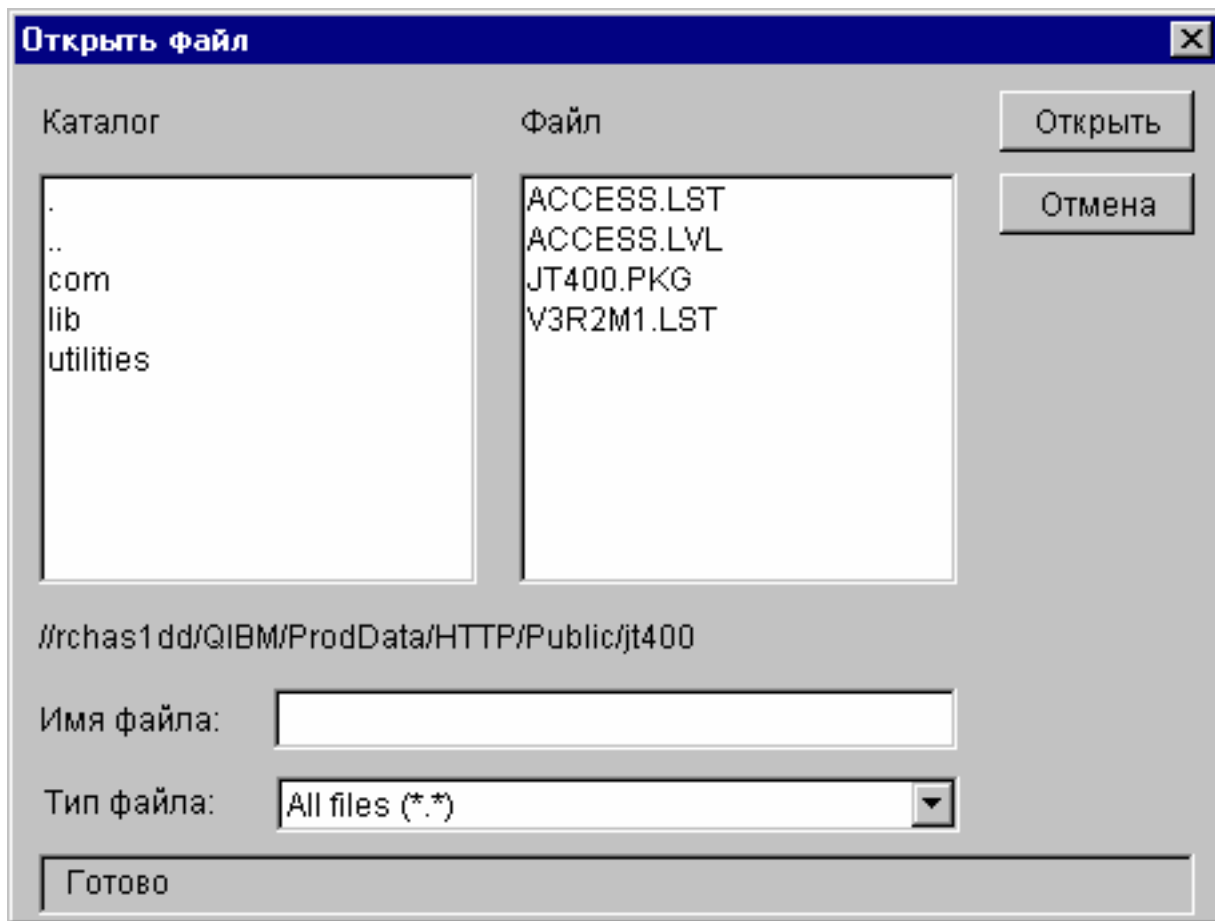 Открыть файл
Каталог
Файл
Открыть
Отмена
.
..
com
lib
utilities
ACCESS.LST
ACCESS.LVL
JT400.PKG
V3R2M1.LST
//rchas1dd/QIBM/ProdData/HTTP/Public/jt400
Имя файла:
Тип файла:
All files (*.*)
Готово